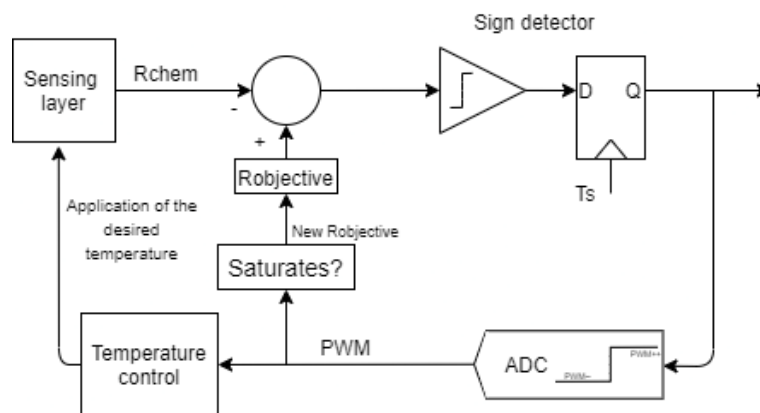 Sign detector
Sensing
layer
Rchem
-
+
D
Q
Ts
Robjective
Application of the
desired
temperature
New Robjective
Saturates?
Temperature
control
PWM
ADC
PWM--
PWM++